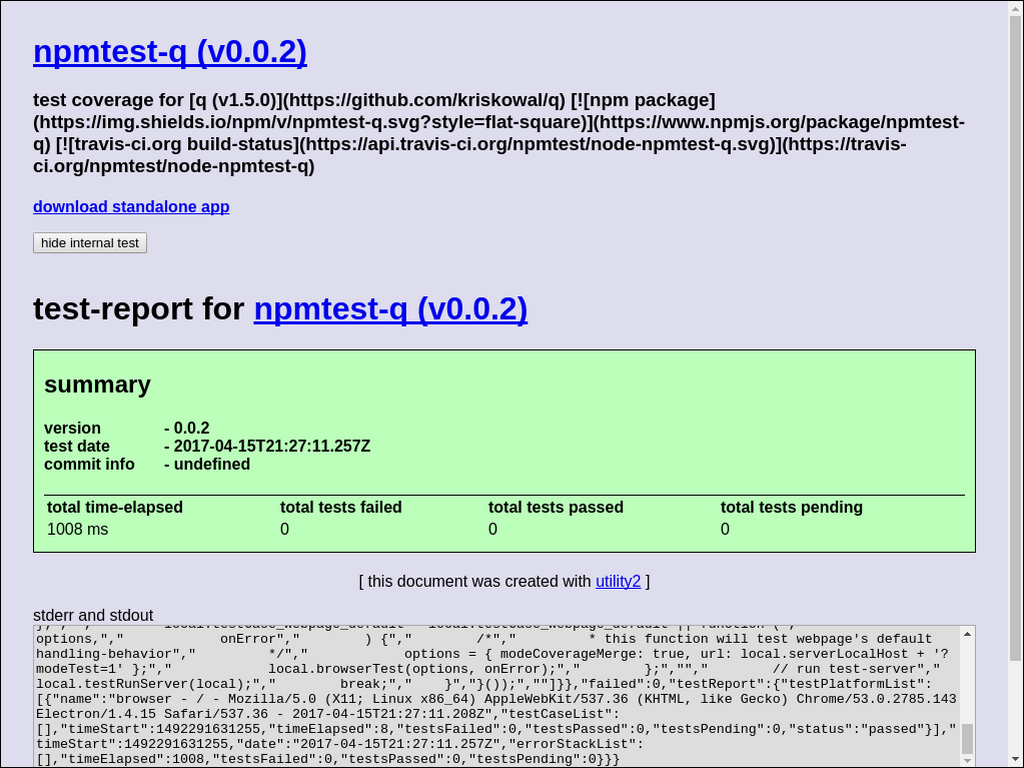 npmtest-q (v0.0.2)
test coverage for [q (v1.5.0)](https://github.com/kriskowal/q) [![npm package]
(https://img.shields.io/npm/v/npmtest-q.svg?style=flat-square)](https://www.npmjs.org/package/npmtest-
q) [![travis-ci.org build-status](https://api.travis-ci.org/npmtest/node-npmtest-q.svg)](https://travis-
ci.org/npmtest/node-npmtest-q)
download standalone app
hide internal test
test-report for npmtest-q (v0.0.2)
summary
version - 0.0.2
test date - 2017-04-15T21:27:11.257Z
commit info - undefined
total time-elapsed total tests failed total tests passed total tests pending
1008 ms 0 0 0
[ this document was created with utility2 ]
stderr and stdout
options,","            onError","        ) {","        /*","         * this function will test webpage's default
handling-behavior","         */","            options = { modeCoverageMerge: true, url: local.serverLocalHost + '?
modeTest=1' };","            local.browserTest(options, onError);","        };","","        // run test-server","
local.testRunServer(local);","        break;","    }","}());",""]}},"failed":0,"testReport":{"testPlatformList":
[{"name":"browser - / - Mozilla/5.0 (X11; Linux x86_64) AppleWebKit/537.36 (KHTML, like Gecko) Chrome/53.0.2785.143
Electron/1.4.15 Safari/537.36 - 2017-04-15T21:27:11.208Z","testCaseList":
[],"timeStart":1492291631255,"timeElapsed":8,"testsFailed":0,"testsPassed":0,"testsPending":0,"status":"passed"}],"
timeStart":1492291631255,"date":"2017-04-15T21:27:11.257Z","errorStackList":
[],"timeElapsed":1008,"testsFailed":0,"testsPassed":0,"testsPending":0}}}